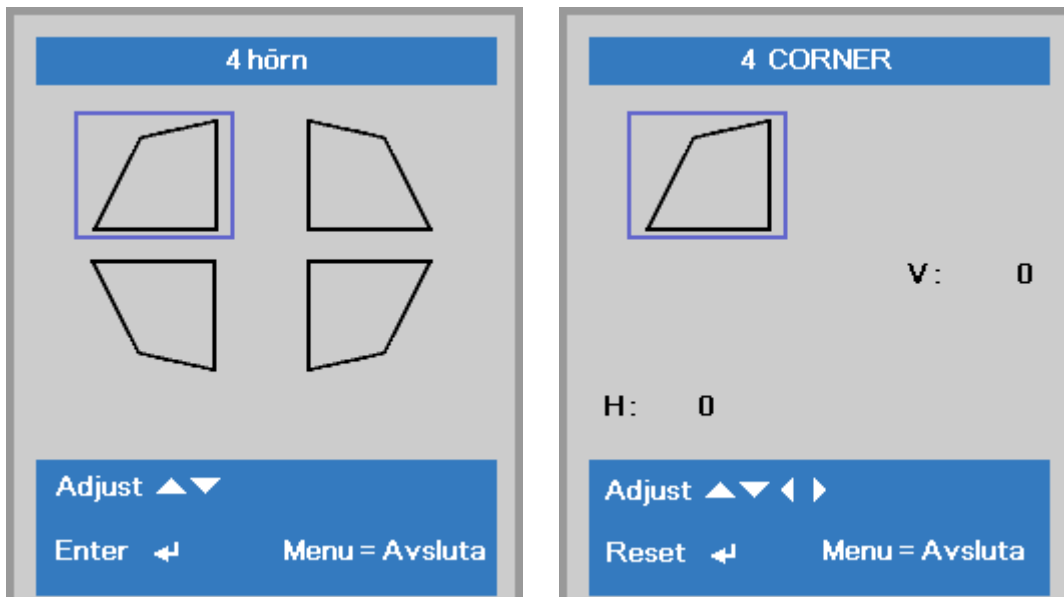 4 hörn
Adjust ▲▼
Enter ↵ Menu = Avsluta
4 CORNER
V: 0
H: 0
Adjust ▲▼◀▶
Reset ↵ Menu = Avsluta